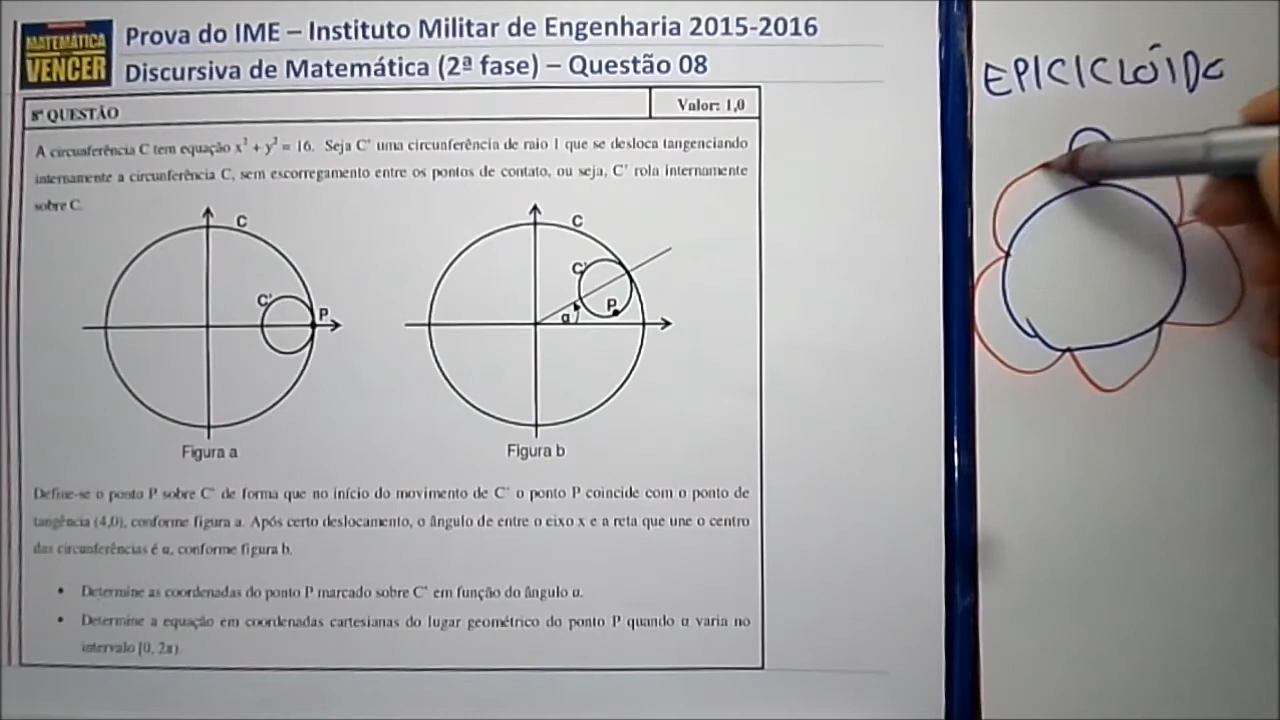 MATEMÁTICA
VENCER
Prova do IME – Instituto Militar de Engenharia 2015-2016
Discursiva de Matemática (2ª fase) – Questão 08
8ª QUESTÃO
Valor: 1,0
A circunferência C tem equação x² + y² = 16. Seja C' uma circunferência de raio 1 que se desloca tangenciando
internamente a circunferência C, sem escorregamento entre os pontos de contato, ou seja, C' rola internamente
sobre C.
C
C'
P
Figura a
C
C'
P
α
Figura b
Define-se o ponto P sobre C' de forma que no início do movimento de C' o ponto P coincide com o ponto de
tangência (4,0), conforme figura a. Após certo deslocamento, o ângulo de entre o eixo x e a reta que une o centro
das circunferências é α, conforme figura b.
• Determine as coordenadas do ponto P marcado sobre C' em função do ângulo α.
• Determine a equação em coordenadas cartesianas do lugar geométrico do ponto P quando α varia no
intervalo [0, 2π).
EPICICLÓIDE